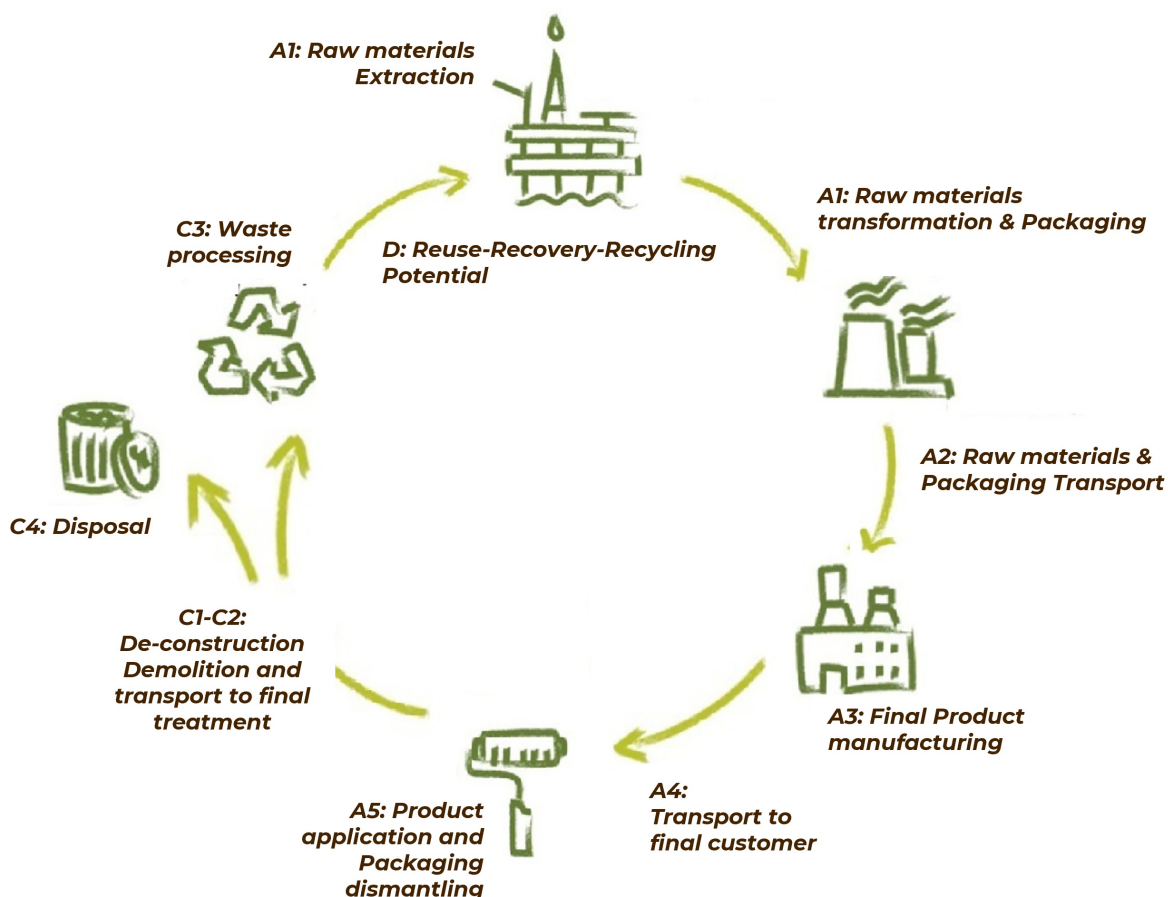 A1: Raw materials
Extraction
A1: Raw materials
transformation & Packaging
C3: Waste
processing
D: Reuse-Recovery-Recycling
Potential
A2: Raw materials &
Packaging Transport
C4: Disposal
C1-C2:
De-construction
Demolition and
transport to final
treatment
A3: Final Product
manufacturing
A4:
Transport to
final customer
A5: Product
application and
Packaging
dismantling